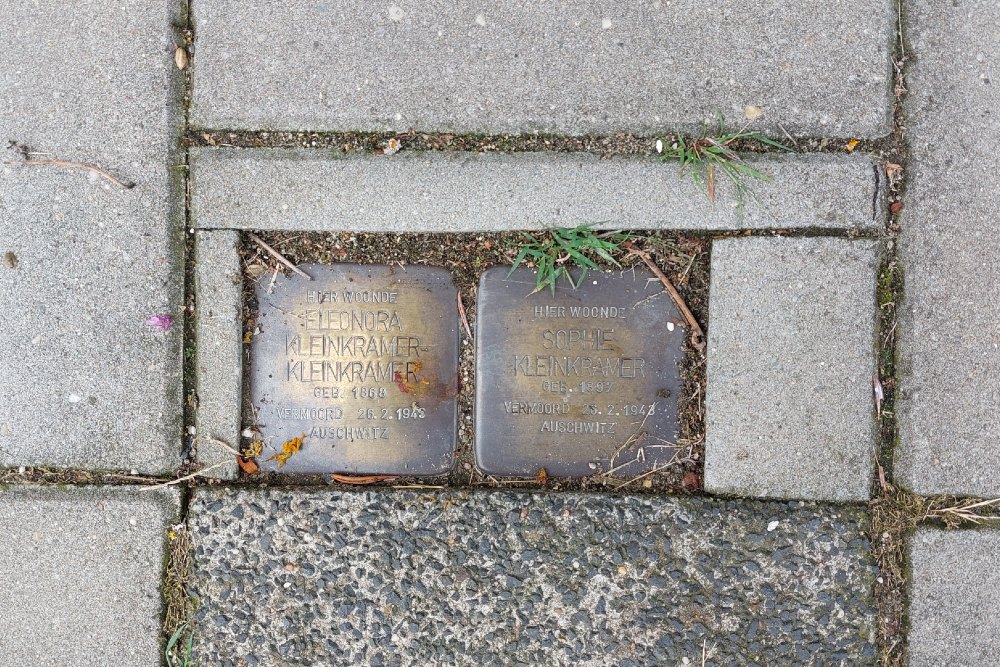 HIER WOONDE
ELEONORA
KLEINKRAMER-
KLEINKRAMER
GEB. 1868
VERMOORD 26.2.1943
AUSCHWITZ
HIER WOONDE
SOPHIE
KLEINKRAMER
GEB.
VERMOORD 26.2.1943
AUSCHWITZ